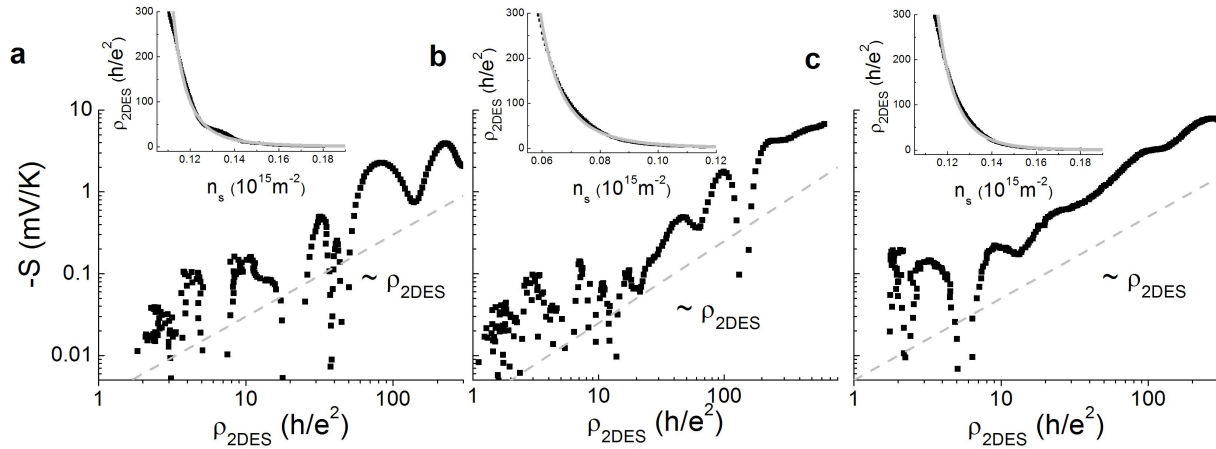 a
300
200
100
0
ρ2DES (h/e²)
0.12 0.14 0.16 0.18
ns (10¹⁵m⁻²)
b
300
200
100
0
ρ2DES (h/e²)
0.06 0.08 0.10 0.12
ns (10¹⁵m⁻²)
c
300
200
100
0
ρ2DES (h/e²)
0.12 0.14 0.16 0.18
ns (10¹⁵m⁻²)
-S (mV/K)
10
1
0.1
0.01
~ ρ2DES
~ ρ2DES
~ ρ2DES
1 10 100
1 10 100
1 10 100
ρ2DES (h/e²)
ρ2DES (h/e²)
ρ2DES (h/e²)